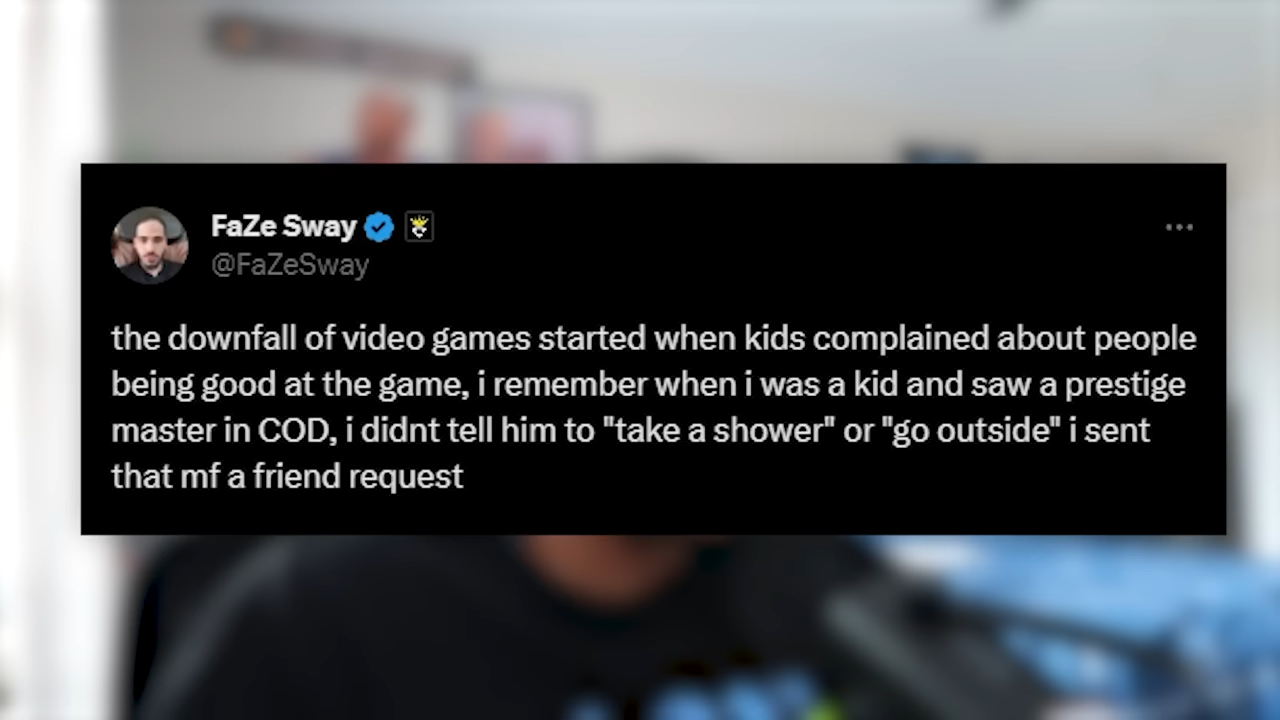 FaZe Sway
@FaZeSway
the downfall of video games started when kids complained about people
being good at the game, i remember when i was a kid and saw a prestige
master in COD, i didnt tell him to "take a shower" or "go outside" i sent
that mf a friend request